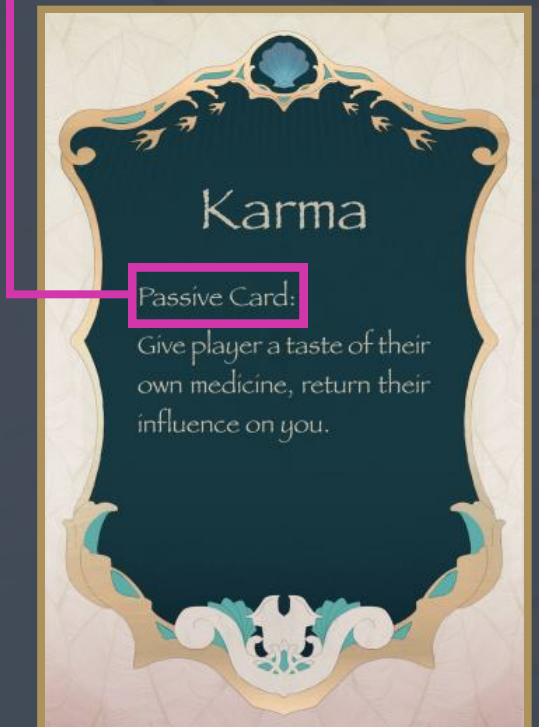 Karma
Passive Card:
Give player a taste of their
own medicine, return their
influence on you.